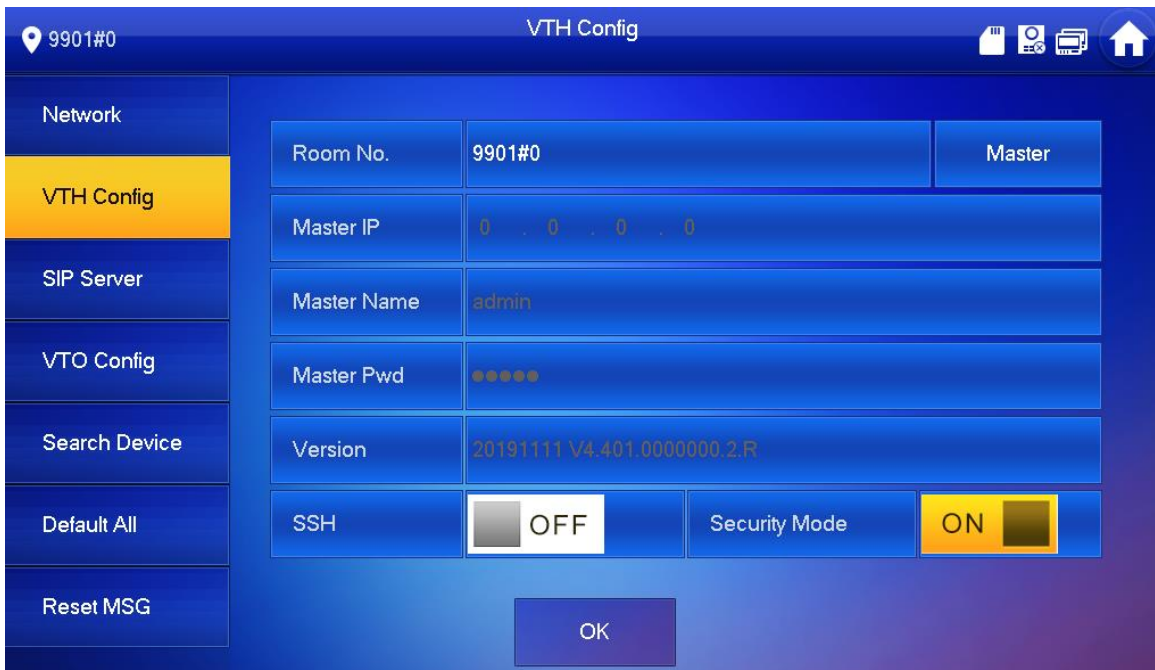 9901#0
VTH Config
Network
VTH Config
SIP Server
VTO Config
Search Device
Default All
Reset MSG
Room No. 9901#0 Master
Master IP 0 . 0 . 0 . 0
Master Name admin
Master Pwd ●●●●●
Version 20191111 V4.401.0000000.2.R
SSH OFF Security Mode ON
OK